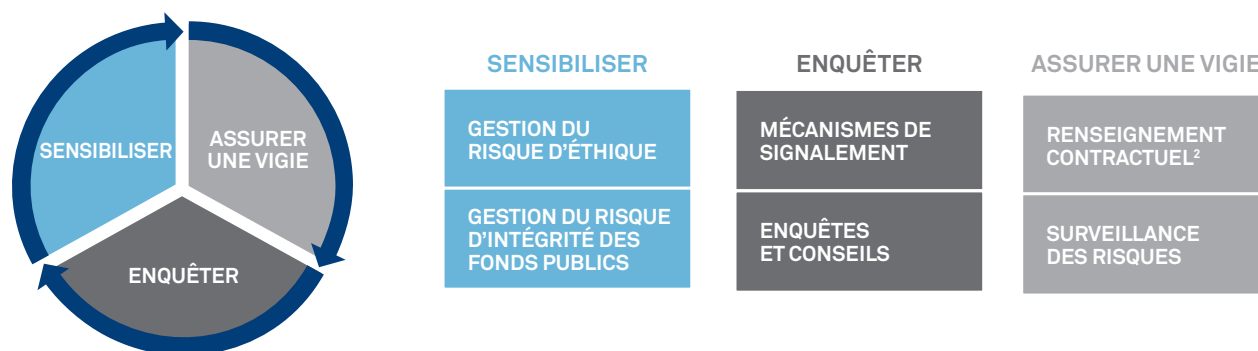 SENSIBILISER
ASSURER
UNE VIGIE
ENQUÊTER
SENSIBILISER
GESTION DU
RISQUE D'ÉTHIQUE
GESTION DU RISQUE
D'INTÉGRITÉ DES
FONDS PUBLICS
ENQUÊTER
MÉCANISMES DE
SIGNALEMENT
ENQUÊTES
ET CONSEILS
ASSURER UNE VIGIE
RENSEIGNEMENT
CONTRACTUEL²
SURVEILLANCE
DES RISQUES